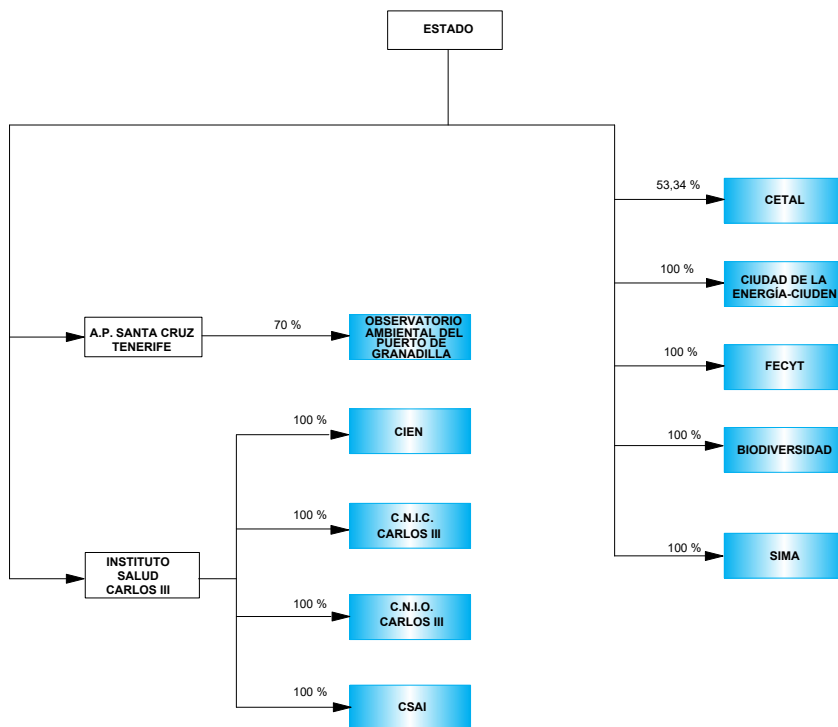 ESTADO
53,34 %
CETAL
100 %
CIUDAD DE LA
ENERGÍA-CIUDEN
A.P. SANTA CRUZ
TENERIFE
70 %
OBSERVATORIO
AMBIENTAL DEL
PUERTO DE
GRANADILLA
100 %
FECYT
100 %
CIEN
100 %
BIODIVERSIDAD
100 %
C.N.I.C.
CARLOS III
100 %
SIMA
INSTITUTO
SALUD
CARLOS III
100 %
C.N.I.O.
CARLOS III
100 %
CSAI